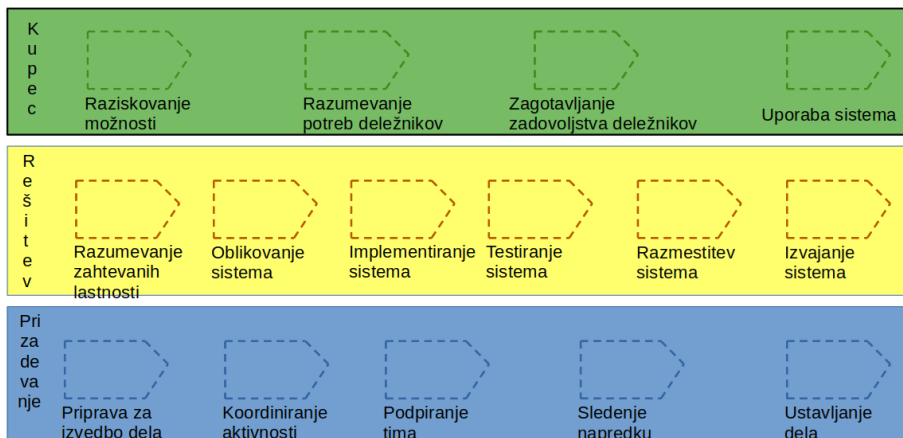 Kupec
Raziskovanje
možnosti
Razumevanje
potreb deležnikov
Zagotavljanje
zadovoljstva deležnikov
Uporaba sistema
Rešitev
Razumevanje
zahtevanih
lastnosti
Oblikovanje
sistema
Implementiranje
sistema
Testiranje
sistema
Razmestitev
sistema
Izvajanje
sistema
Pri
za
de
va
nje
Priprava za
izvedbo dela
Koordiniranje
aktivnosti
Podpiranje
tima
Sledenje
napredku
Ustavljanje
dela